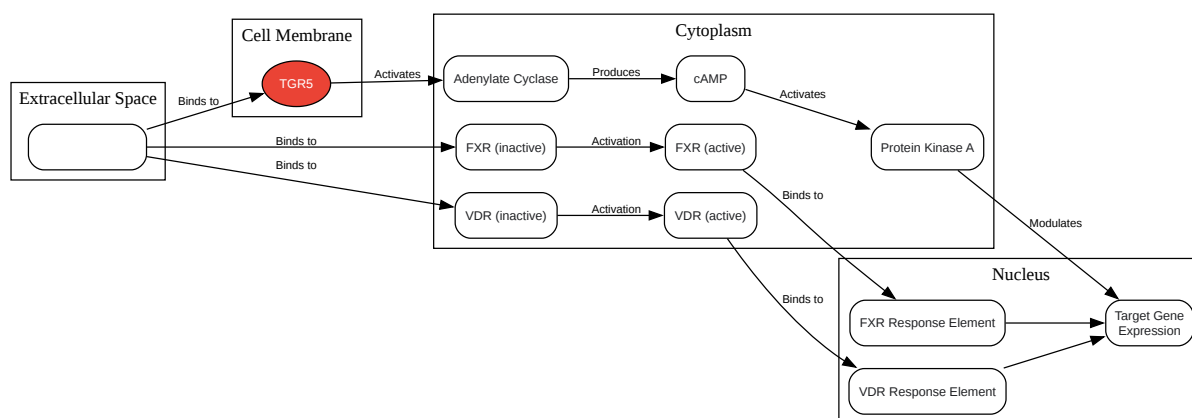 Cytoplasm
Cell Membrane
TGR5
Activates
Adenylate Cyclase
Produces
cAMP
Extracellular Space
Binds to
Activates
Binds to
FXR (inactive)
Activation
FXR (active)
Protein Kinase A
Binds to
VDR (inactive)
Activation
VDR (active)
Binds to
Modulates
Nucleus
Binds to
FXR Response Element
Target Gene
Expression
VDR Response Element